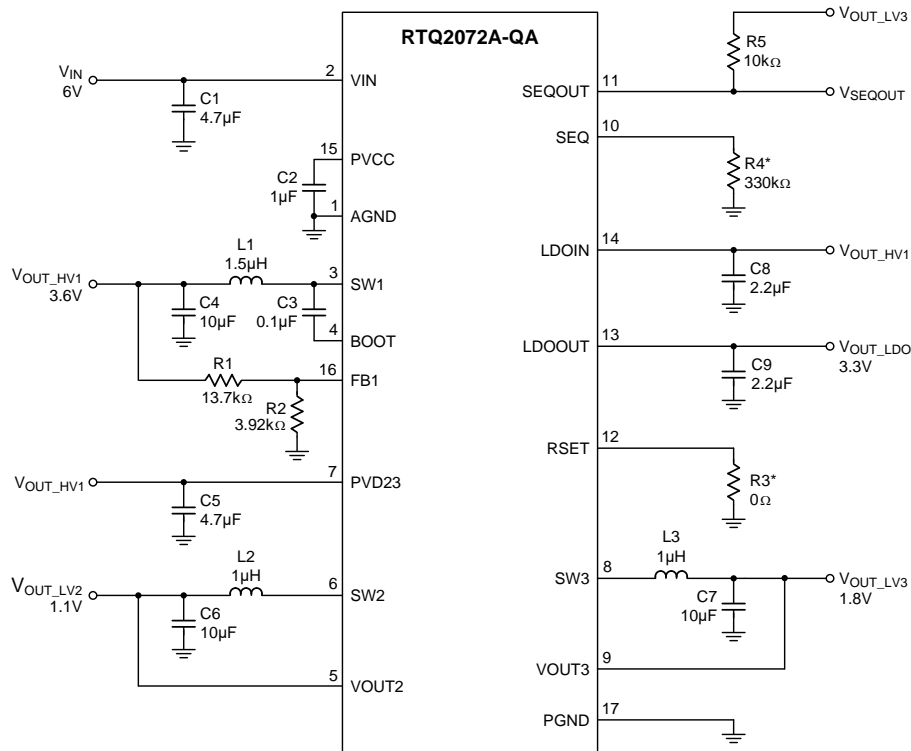 RTQ2072A-QA
VOUT_LV3
R5
10kΩ
VIN
6V
2
VIN
C1
4.7µF
SEQOUT
11
VSEQOUT
SEQ
10
R4*
330kΩ
15
PVCC
C2
1µF
1
AGND
L1
1.5µH
VOUT_HV1
3.6V
3
SW1
C4
10µF
C3
0.1µF
4
BOOT
LDOIN
14
VOUT_HV1
C8
2.2µF
LDOOUT
13
VOUT_LDO
3.3V
C9
2.2µF
R1
13.7kΩ
16
FB1
R2
3.92kΩ
RSET
12
R3*
0Ω
VOUT_HV1
7
PVD23
C5
4.7µF
L2
1µH
VOUT_LV2
1.1V
6
SW2
C6
10µF
5
VOUT2
L3
1µH
SW3
8
VOUT_LV3
1.8V
C7
10µF
VOUT3
9
PGND
17